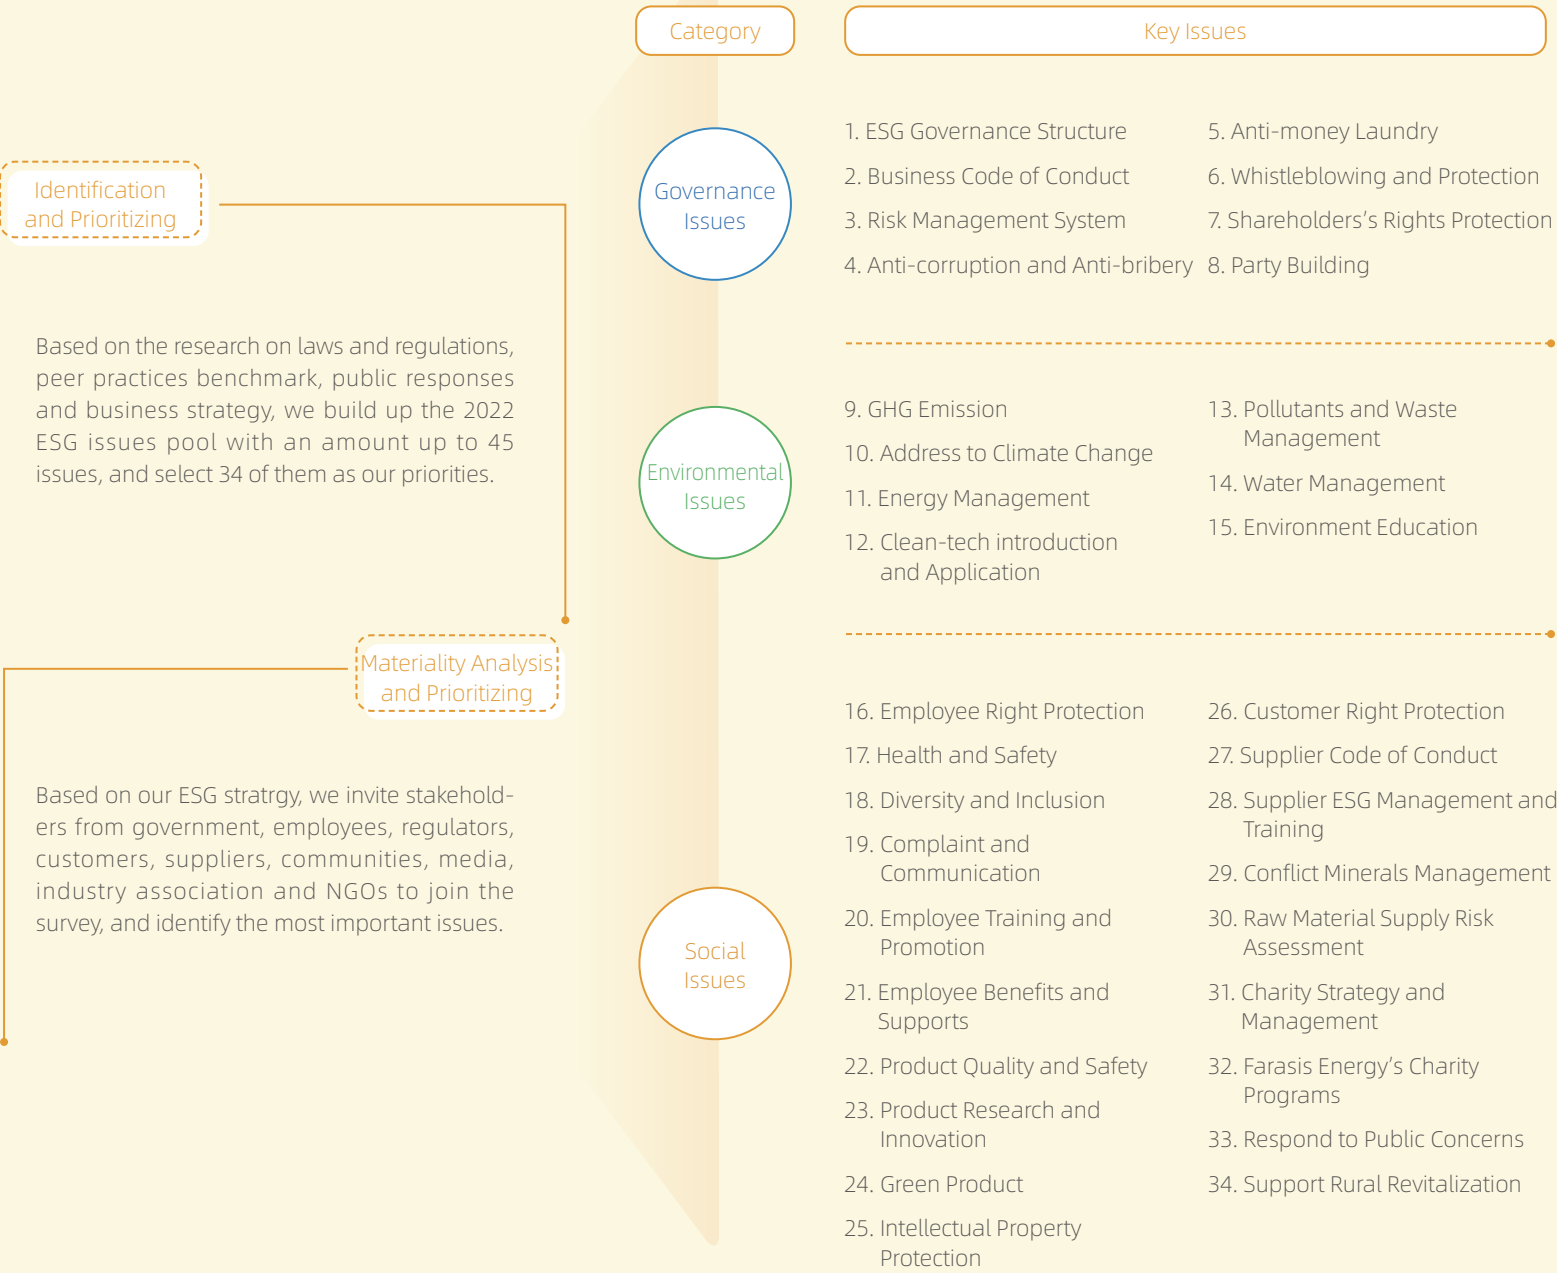 Category
Key Issues
Identification
and Prioritizing
Based on the research on laws and regulations,
peer practices benchmark, public responses
and business strategy, we build up the 2022
ESG issues pool with an amount up to 45
issues, and select 34 of them as our priorities.
Materiality Analysis
and Prioritizing
Based on our ESG stratrgy, we invite stakehold-
ers from government, employees, regulators,
customers, suppliers, communities, media,
industry association and NGOs to join the
survey, and identify the most important issues.
Governance
Issues
1. ESG Governance Structure
2. Business Code of Conduct
3. Risk Management System
4. Anti-corruption and Anti-bribery
5. Anti-money Laundry
6. Whistleblowing and Protection
7. Shareholders's Rights Protection
8. Party Building
Environmental
Issues
9. GHG Emission
10. Address to Climate Change
11. Energy Management
12. Clean-tech introduction
and Application
13. Pollutants and Waste
Management
14. Water Management
15. Environment Education
Social
Issues
16. Employee Right Protection
17. Health and Safety
18. Diversity and Inclusion
19. Complaint and
Communication
20. Employee Training and
Promotion
21. Employee Benefits and
Supports
22. Product Quality and Safety
23. Product Research and
Innovation
24. Green Product
25. Intellectual Property
Protection
26. Customer Right Protection
27. Supplier Code of Conduct
28. Supplier ESG Management and
Training
29. Conflict Minerals Management
30. Raw Material Supply Risk
Assessment
31. Charity Strategy and
Management
32. Farasis Energy's Charity
Programs
33. Respond to Public Concerns
34. Support Rural Revitalization